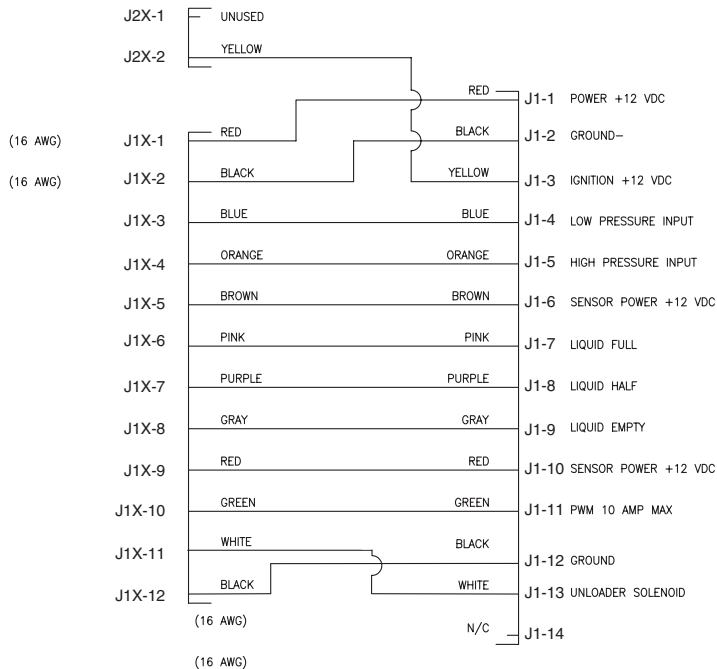 J2X-1 UNUSED
J2X-2 YELLOW
RED J1-1 POWER +12 VDC
(16 AWG) J1X-1 RED BLACK J1-2 GROUND-
(16 AWG) J1X-2 BLACK YELLOW J1-3 IGNITION +12 VDC
J1X-3 BLUE BLUE J1-4 LOW PRESSURE INPUT
J1X-4 ORANGE ORANGE J1-5 HIGH PRESSURE INPUT
J1X-5 BROWN BROWN J1-6 SENSOR POWER +12 VDC
J1X-6 PINK PINK J1-7 LIQUID FULL
J1X-7 PURPLE PURPLE J1-8 LIQUID HALF
J1X-8 GRAY GRAY J1-9 LIQUID EMPTY
J1X-9 RED RED J1-10 SENSOR POWER +12 VDC
J1X-10 GREEN GREEN J1-11 PWM 10 AMP MAX
J1X-11 WHITE BLACK J1-12 GROUND
J1X-12 BLACK WHITE J1-13 UNLOADER SOLENOID
(16 AWG) N/C J1-14
(16 AWG)